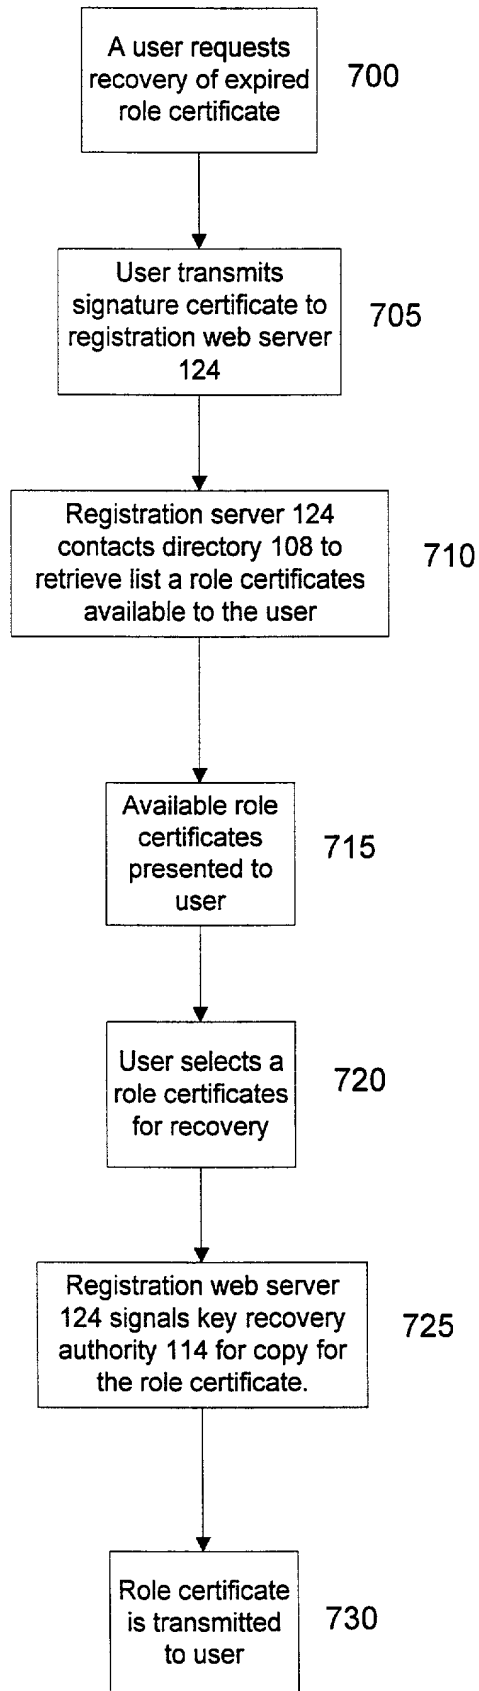 A user requests
recovery of expired
role certificate
700
User transmits
signature certificate to
registration web server
124
705
Registration server 124
contacts directory 108 to
retrieve list a role certificates
available to the user
710
Available role
certificates
presented to
user
715
User selects a
role certificates
for recovery
720
Registration web server
124 signals key recovery
authority 114 for copy for
the role certificate.
725
Role certificate
is transmitted
to user
730